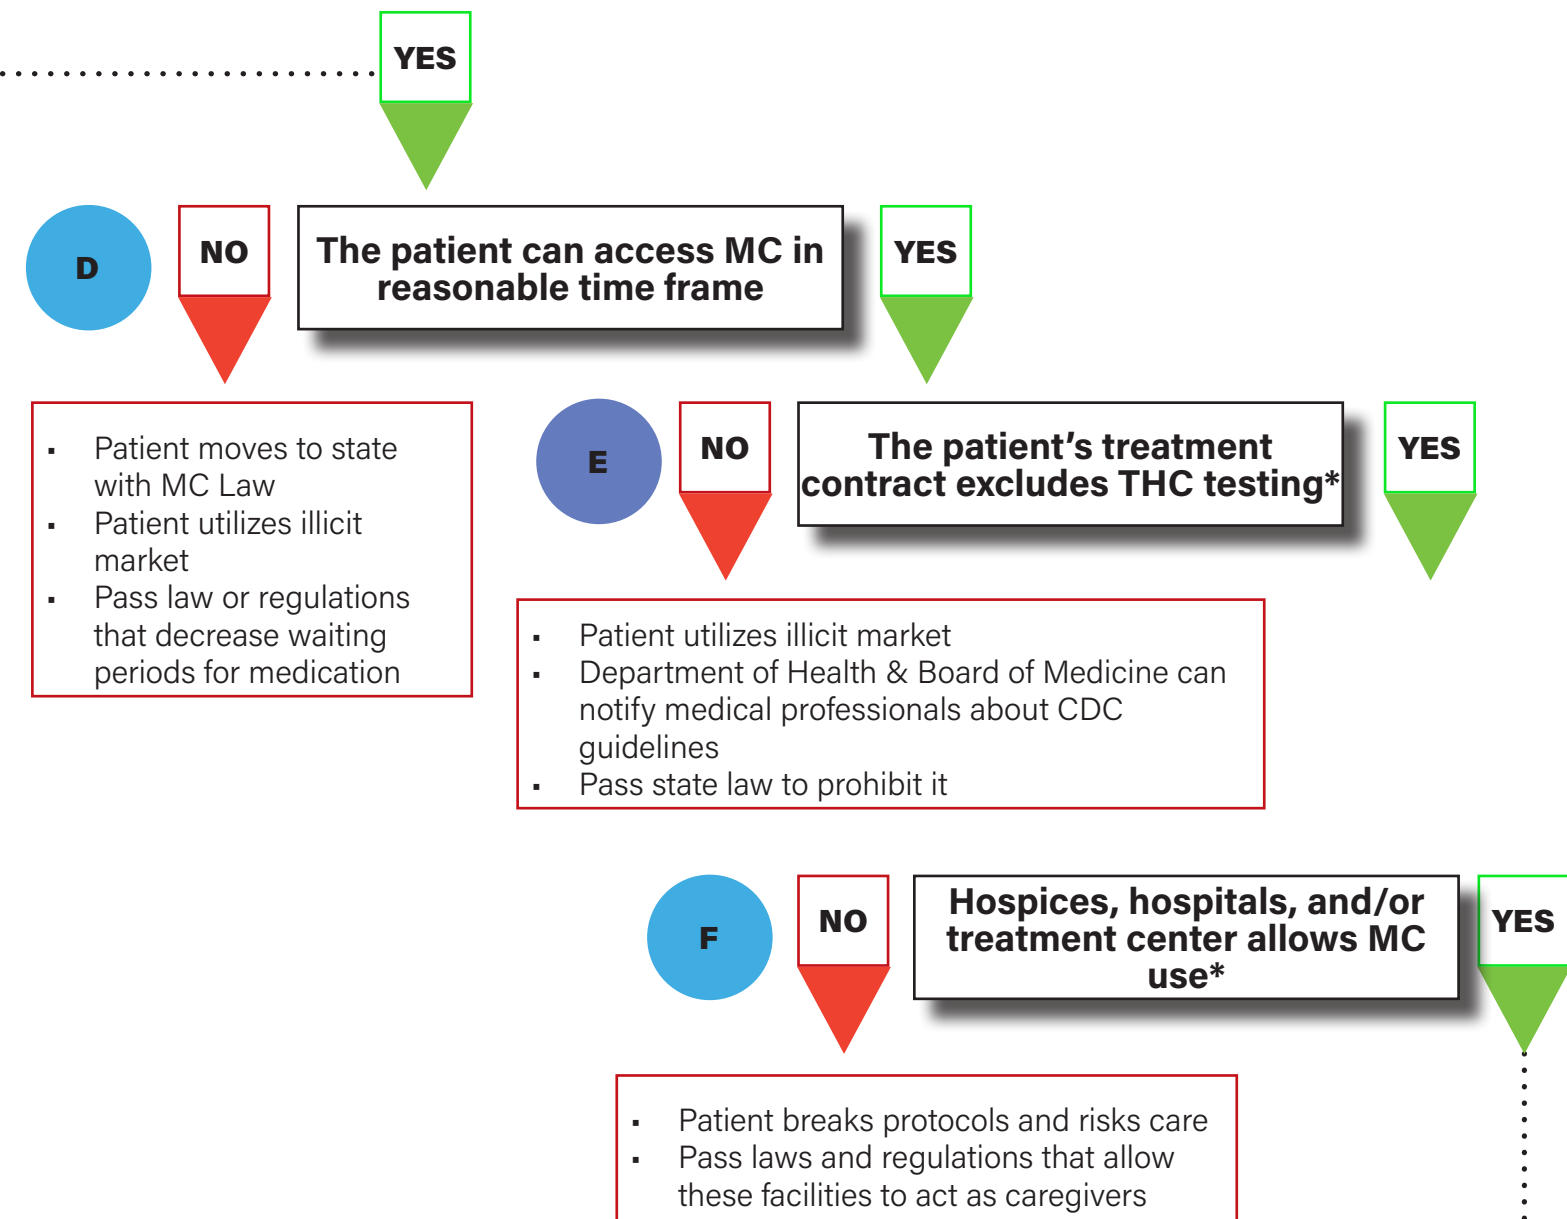 YES
D
NO
The patient can access MC in
reasonable time frame
YES
▪ Patient moves to state
with MC Law
▪ Patient utilizes illicit
market
▪ Pass law or regulations
that decrease waiting
periods for medication
E
NO
The patient’s treatment
contract excludes THC testing*
YES
▪ Patient utilizes illicit market
▪ Department of Health & Board of Medicine can
notify medical professionals about CDC
guidelines
▪ Pass state law to prohibit it
F
NO
Hospices, hospitals, and/or
treatment center allows MC
use*
YES
▪ Patient breaks protocols and risks care
▪ Pass laws and regulations that allow
these facilities to act as caregivers